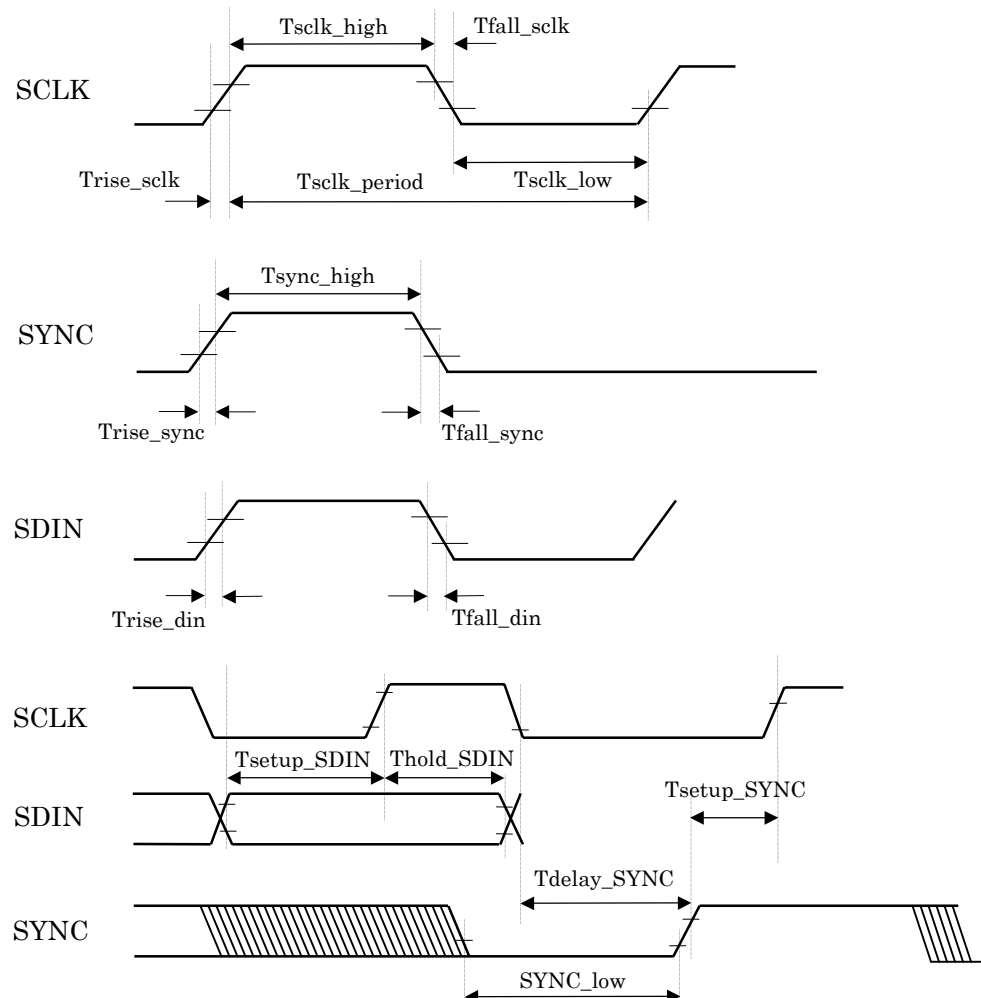 Tsclk_high Tfall_sclk
SCLK
Trise_sclk Tsclk_period Tsclk_low
Tsync_high
SYNC
Trise_sync Tfall_sync
SDIN
Trise_din Tfall_din
SCLK
Tsetup_SDIN Thold_SDIN
Tsetup_SYNC
SDIN
Tdelay_SYNC
SYNC
SYNC_low